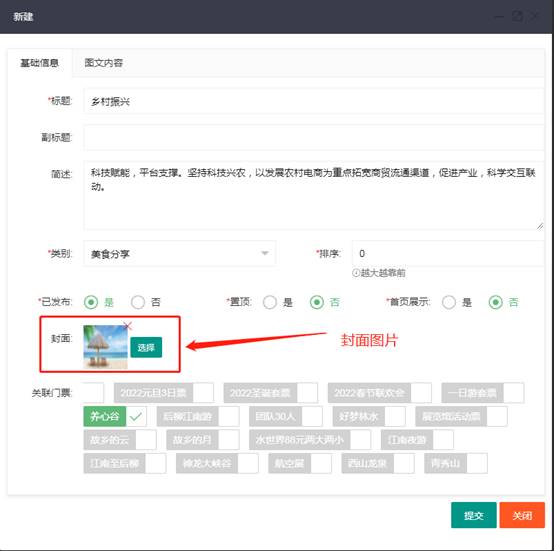 新建
基础信息 图文内容
*标题: 乡村振兴
副标题:
简述: 科技赋能，平台支撑。坚持科技兴农，以发展农村电商为重点拓宽商贸流通渠道，促进产业，科学交互联
动。
*类别: 美食分享 *排序: 0
越大越靠前
*已发布: 是 否 *置顶: 是 否 *首页展示: 是 否
封面: 选择 封面图片
关联门票: 2022元旦3日票 2022圣诞套票 2022春节联欢会 一日游套票
养心谷 后柳江南游 团队30人 好梦林水 展览馆活动票
故乡的云 故乡的月 水世界88元两大两小 江南夜游
江南至后柳 神龙大峡谷 航空展 西山龙泉 青秀山
提交 关闭